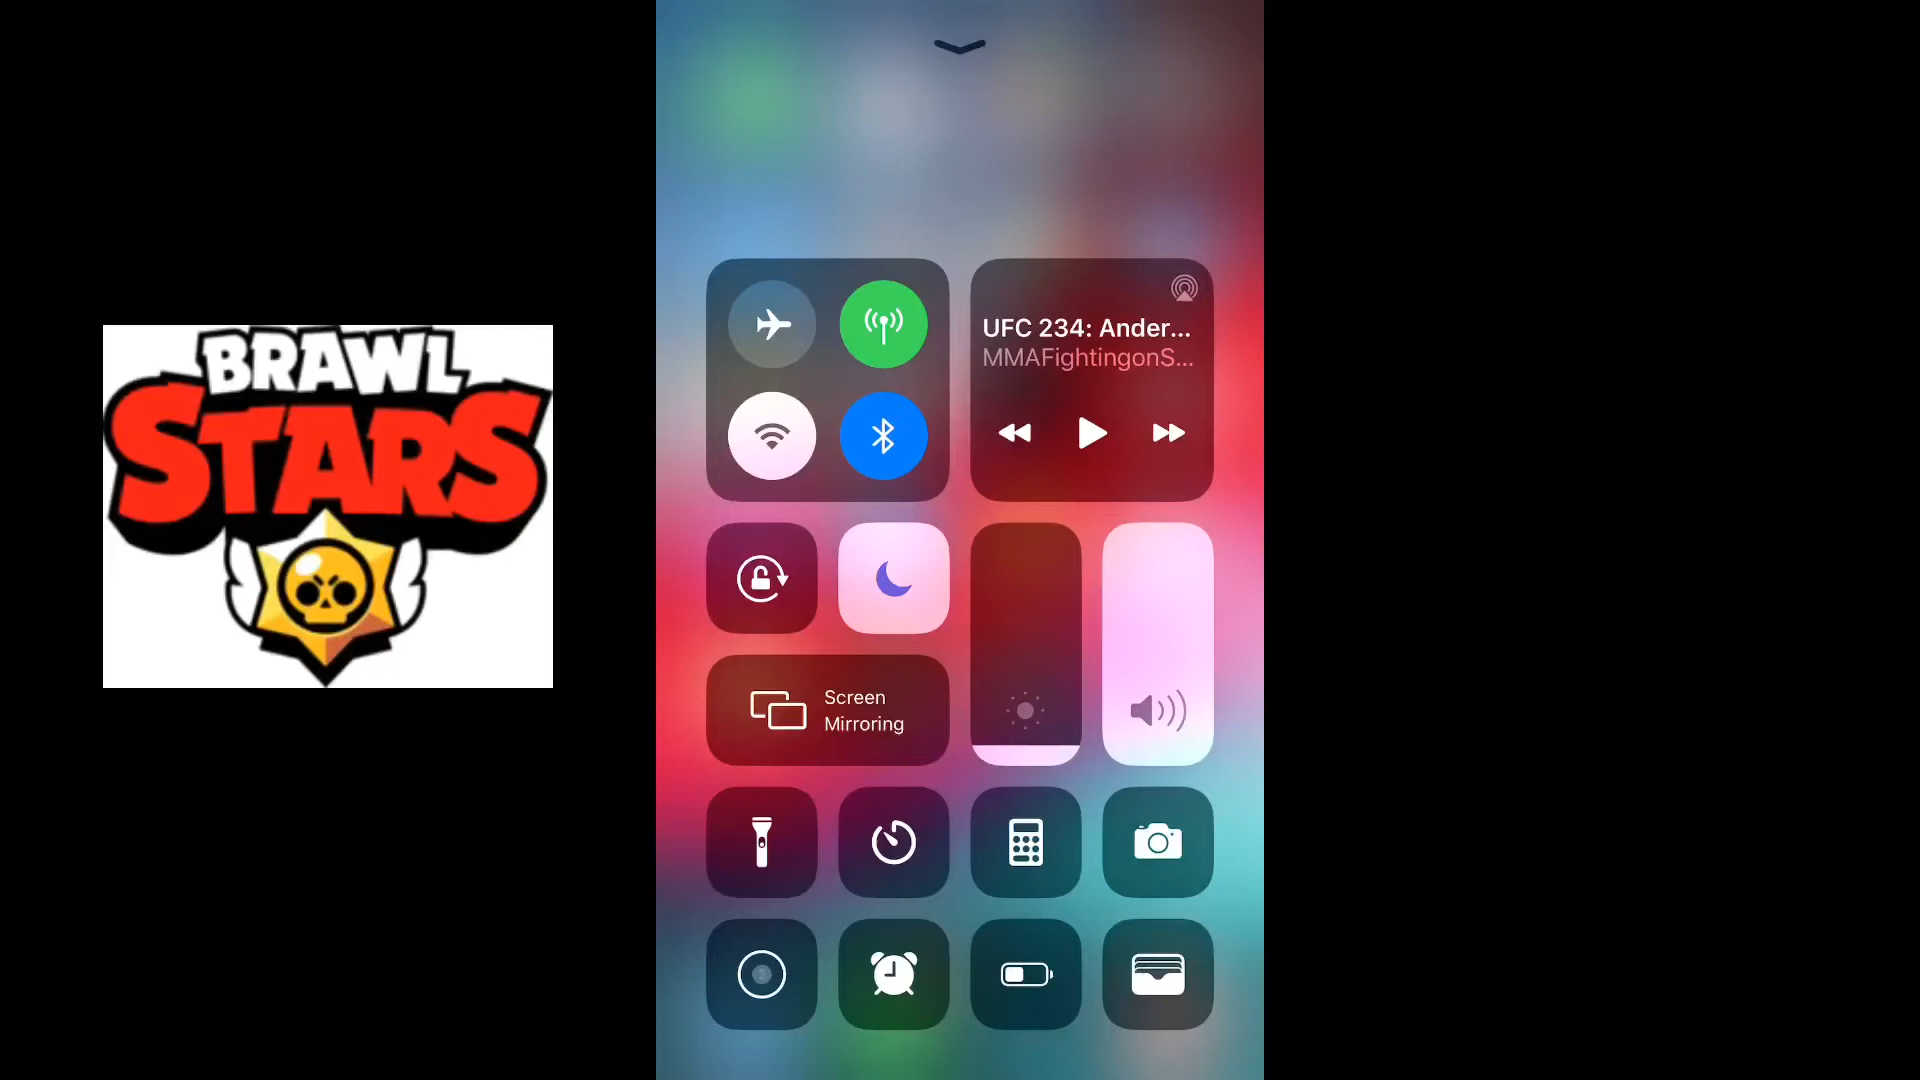 BRAWL
STARS
UFC 234: Ander...
MMAFightingonS...
Screen
Mirroring